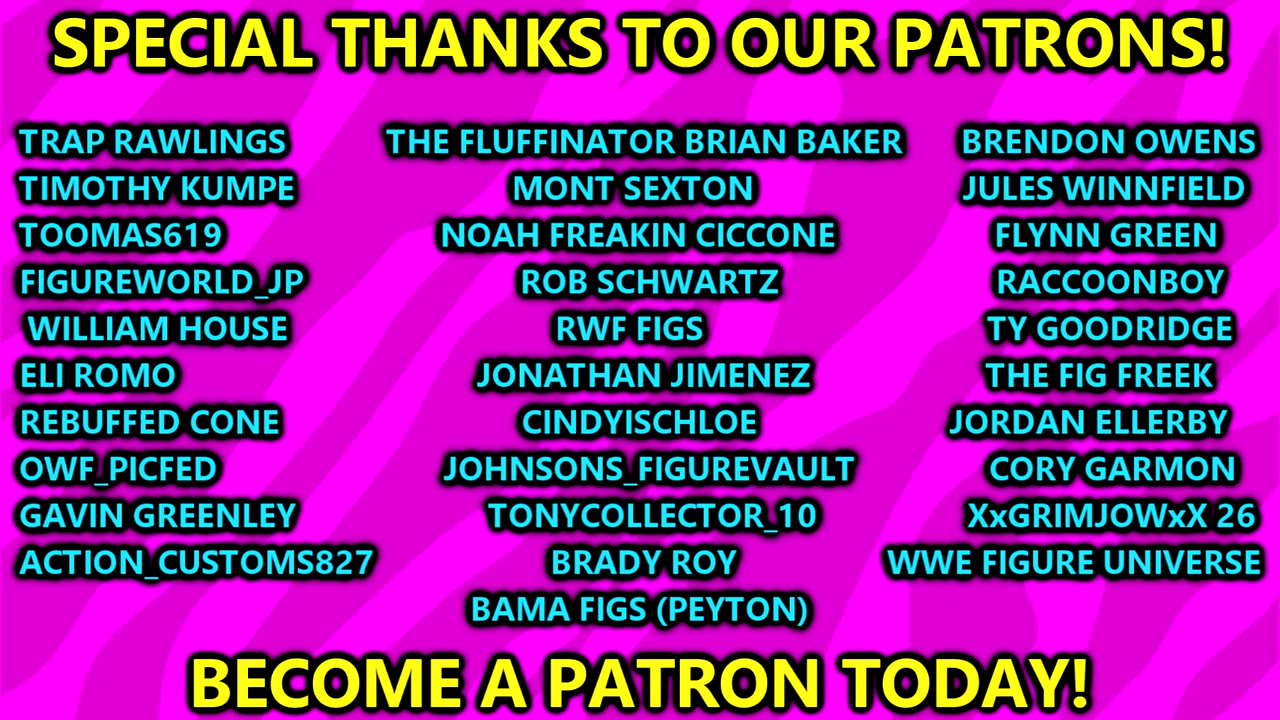 SPECIAL THANKS TO OUR PATRONS!
TRAP RAWLINGS
TIMOTHY KUMPE
TOOMAS619
FIGUREWORLD_JP
WILLIAM HOUSE
ELI ROMO
REBUFFED CONE
OWF_PICFED
GAVIN GREENLEY
ACTION_CUSTOMS827
THE FLUFFINATOR BRIAN BAKER
MONT SEXTON
NOAH FREAKIN CICCONE
ROB SCHWARTZ
RWF FIGS
JONATHAN JIMENEZ
CINDYISCHLOE
JOHNSONS_FIGUREVAULT
TONYCOLLECTOR_10
BRADY ROY
BAMA FIGS (PEYTON)
BRENDON OWENS
JULES WINNFIELD
FLYNN GREEN
RACCOONBOY
TY GOODRIDGE
THE FIG FREEK
JORDAN ELLERBY
CORY GARMON
XxGRIMJOWxX 26
WWE FIGURE UNIVERSE
BECOME A PATRON TODAY!